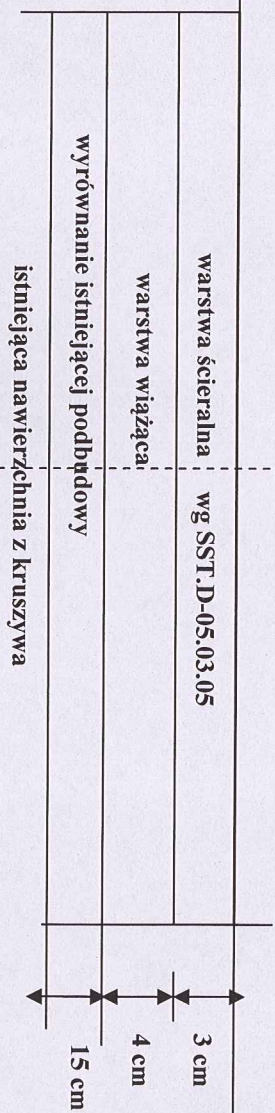 warstwa ścieralna wg SST.D-05.03.05 3 cm
warstwa wiążąca 4 cm
wyrównanie istniejącej podbudowy 15 cm
istniejąca nawierzchnia z kruszywa